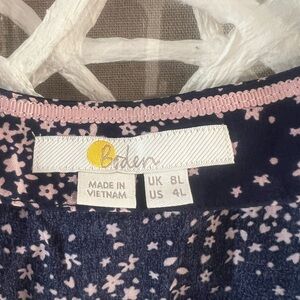 Boden
MADE IN
VIETNAM
UK 8L
US 4L